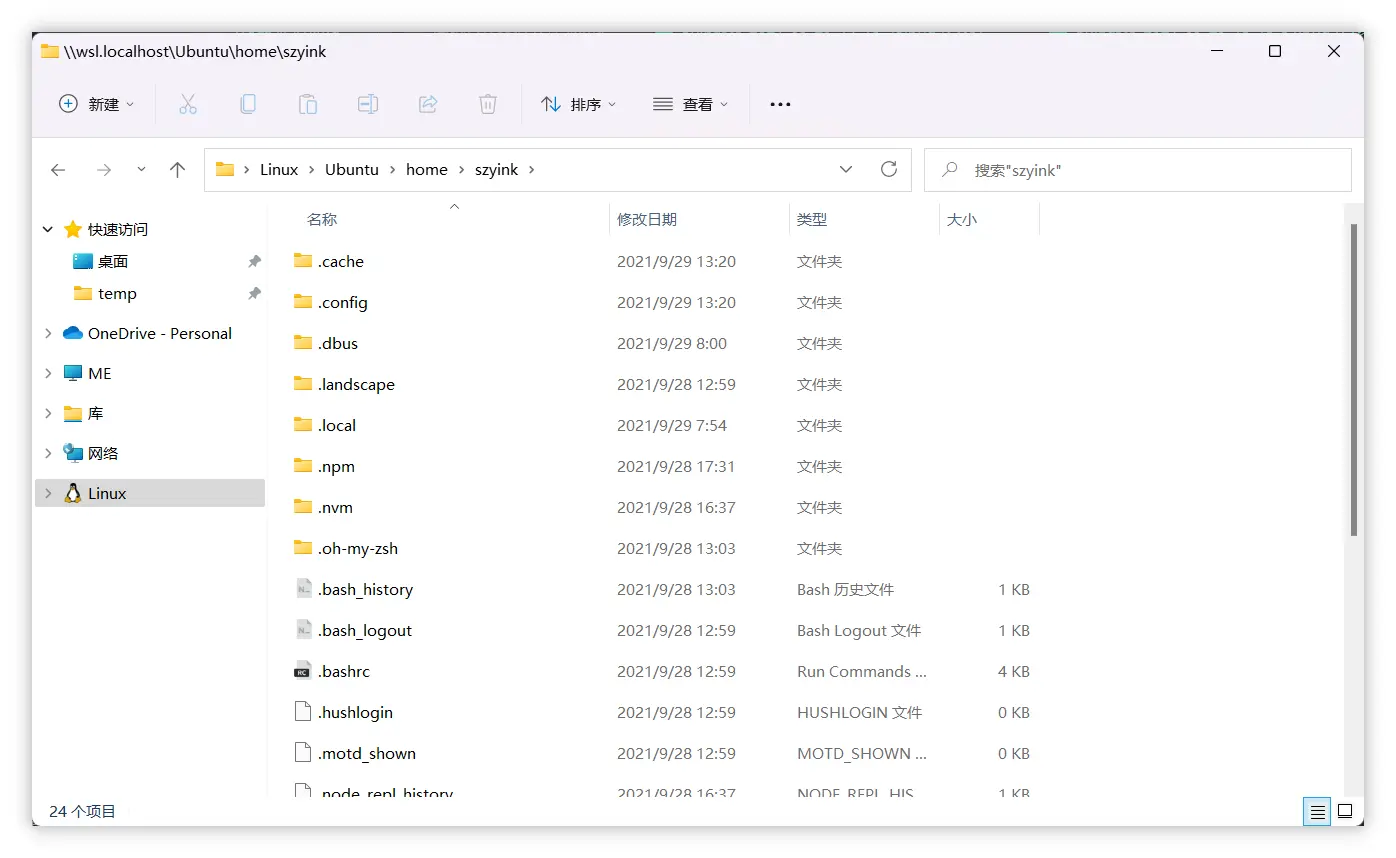 \\wsl.localhost\Ubuntu\home\szyink
新建 排序 查看
Linux Ubuntu home szyink 搜索"szyink"
名称 修改日期 类型 大小
快速访问
桌面
temp
OneDrive - Personal
ME
库
网络
Linux
.cache 2021/9/29 13:20 文件夹
.config 2021/9/29 13:20 文件夹
.dbus 2021/9/29 8:00 文件夹
.landscape 2021/9/28 12:59 文件夹
.local 2021/9/29 7:54 文件夹
.npm 2021/9/28 17:31 文件夹
.nvm 2021/9/28 16:37 文件夹
.oh-my-zsh 2021/9/28 13:03 文件夹
.bash_history 2021/9/28 13:03 Bash 历史文件 1 KB
.bash_logout 2021/9/28 12:59 Bash Logout 文件 1 KB
.bashrc 2021/9/28 12:59 Run Commands ... 4 KB
.hushlogin 2021/9/28 12:59 HUSHLOGIN 文件 0 KB
.motd_shown 2021/9/28 12:59 MOTD_SHOWN ... 0 KB
.node_repl_history 2021/9/28 16:37 NODE_REPL_HIS... 1 KB
24 个项目